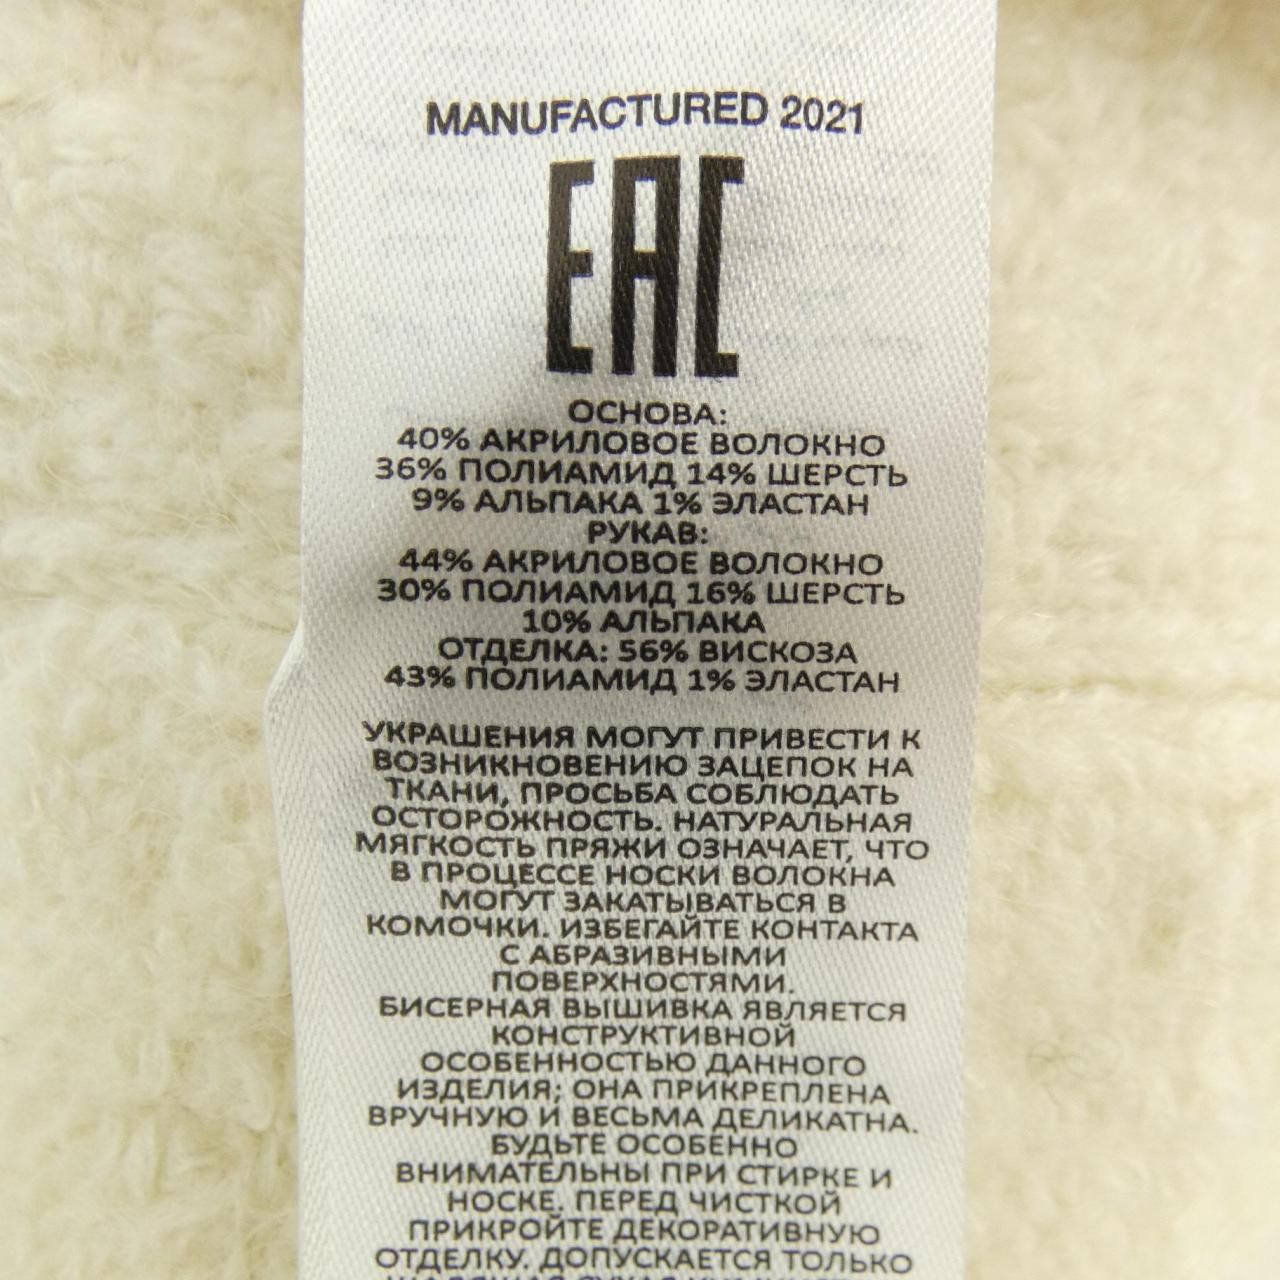 MANUFACTURED 2021
EAC
ОСНОВА:
40% АКРИЛОВОЕ ВОЛОКНО
36% ПОЛИАМИД 14% ШЕРСТЬ
9% АЛЬПАКА 1% ЭЛАСТАН
РУКАВ:
44% АКРИЛОВОЕ ВОЛОКНО
30% ПОЛИАМИД 16% ШЕРСТЬ
10% АЛЬПАКА
ОТДЕЛКА: 56% ВИСКОЗА
43% ПОЛИАМИД 1% ЭЛАСТАН
УКРАШЕНИЯ МОГУТ ПРИВЕСТИ К
ВОЗНИКНОВЕНИЮ ЗАЦЕПОК НА
ТКАНИ, ПРОСЬБА СОБЛЮДАТЬ
ОСТОРОЖНОСТЬ. НАТУРАЛЬНАЯ
МЯГКОСТЬ ПРЯЖИ ОЗНАЧАЕТ, ЧТО
В ПРОЦЕССЕ НОСКИ ВОЛОКНА
МОГУТ ЗАКАТЫВАТЬСЯ В
КОМОЧКИ. ИЗБЕГАЙТЕ КОНТАКТА
С АБРАЗИВНЫМИ
ПОВЕРХНОСТЯМИ.
БИСЕРНАЯ ВЫШИВКА ЯВЛЯЕТСЯ
КОНСТРУКТИВНОЙ
ОСОБЕННОСТЬЮ ДАННОГО
ИЗДЕЛИЯ; ОНА ПРИКРЕПЛЕНА
ВРУЧНУЮ И ВЕСЬМА ДЕЛИКАТНА.
БУДЬТЕ ОСОБЕННО
ВНИМАТЕЛЬНЫ ПРИ СТИРКЕ И
НОСКЕ. ПЕРЕД ЧИСТКОЙ
ПРИКРОЙТЕ ДЕКОРАТИВНУЮ
ОТДЕЛКУ. ДОПУСКАЕТСЯ ТОЛЬКО